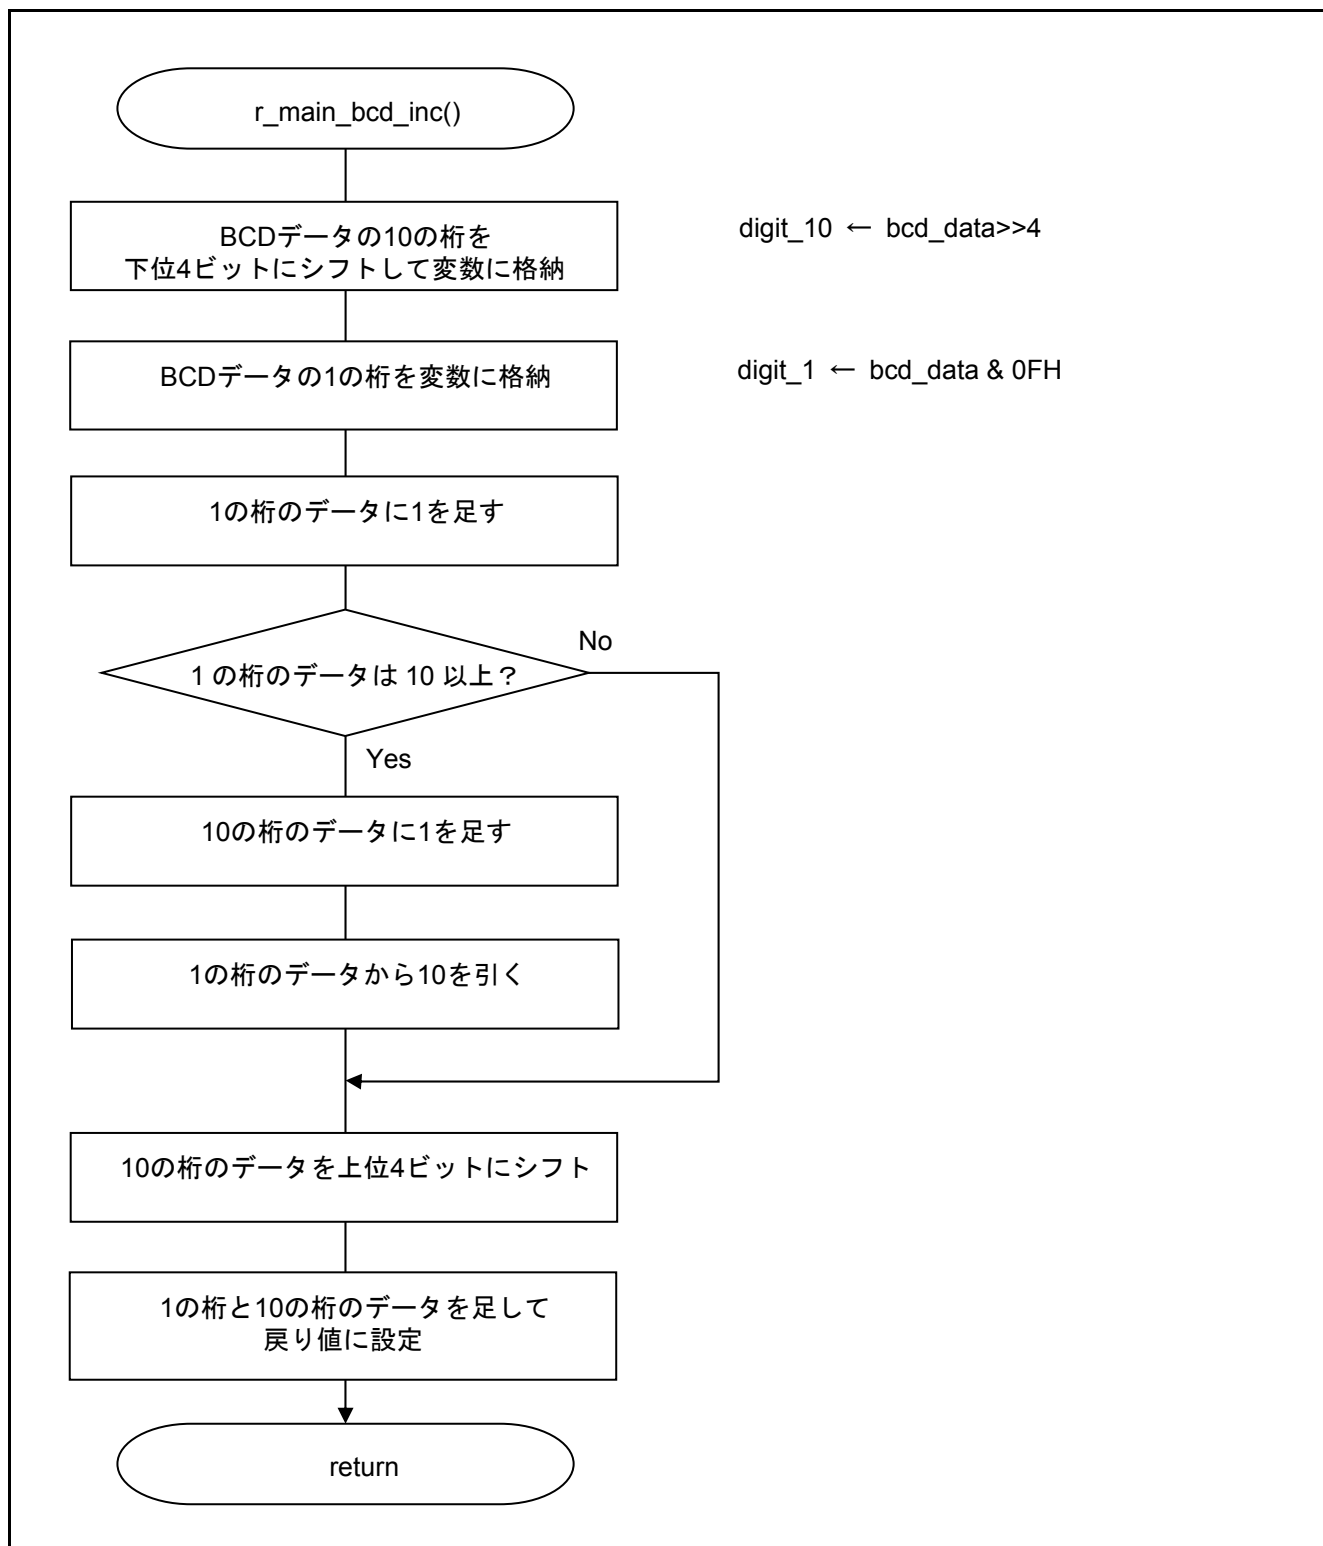 r_main_bcd_inc()
BCDデータの10の桁を
下位4ビットにシフトして変数に格納
digit_10 ← bcd_data>>4
BCDデータの1の桁を変数に格納
digit_1 ← bcd_data & 0FH
1の桁のデータに1を足す
No
1 の桁のデータは 10 以上？
Yes
10の桁のデータに1を足す
1の桁のデータから10を引く
10の桁のデータを上位4ビットにシフト
1の桁と10の桁のデータを足して
戻り値に設定
return